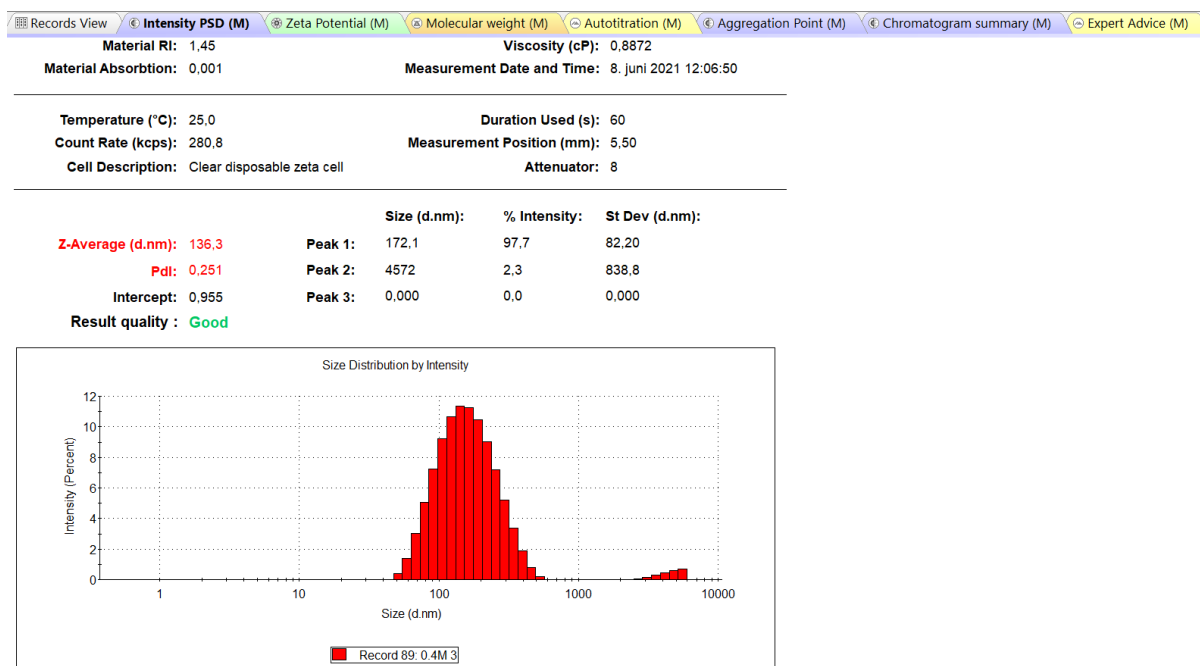 Records View Intensity PSD (M) Zeta Potential (M) Molecular weight (M) Autotitration (M) Aggregation Point (M) Chromatogram summary (M) Expert Advice (M)
Material RI: 1,45 Viscosity (cP): 0,8872
Material Absorbtion: 0,001 Measurement Date and Time: 8. juni 2021 12:06:50
Temperature (°C): 25,0 Duration Used (s): 60
Count Rate (kcps): 280,8 Measurement Position (mm): 5,50
Cell Description: Clear disposable zeta cell Attenuator: 8
Size (d.nm): % Intensity: St Dev (d.nm):
Z-Average (d.nm): 136,3 Peak 1: 172,1 97,7 82,20
PdI: 0,251 Peak 2: 4572 2,3 838,8
Intercept: 0,955 Peak 3: 0,000 0,0 0,000
Result quality : Good
Size Distribution by Intensity
12
10
8
6
4
2
0
Intensity (Percent)
1 10 100 1000 10000
Size (d.nm)
Record 89: 0.4M 3